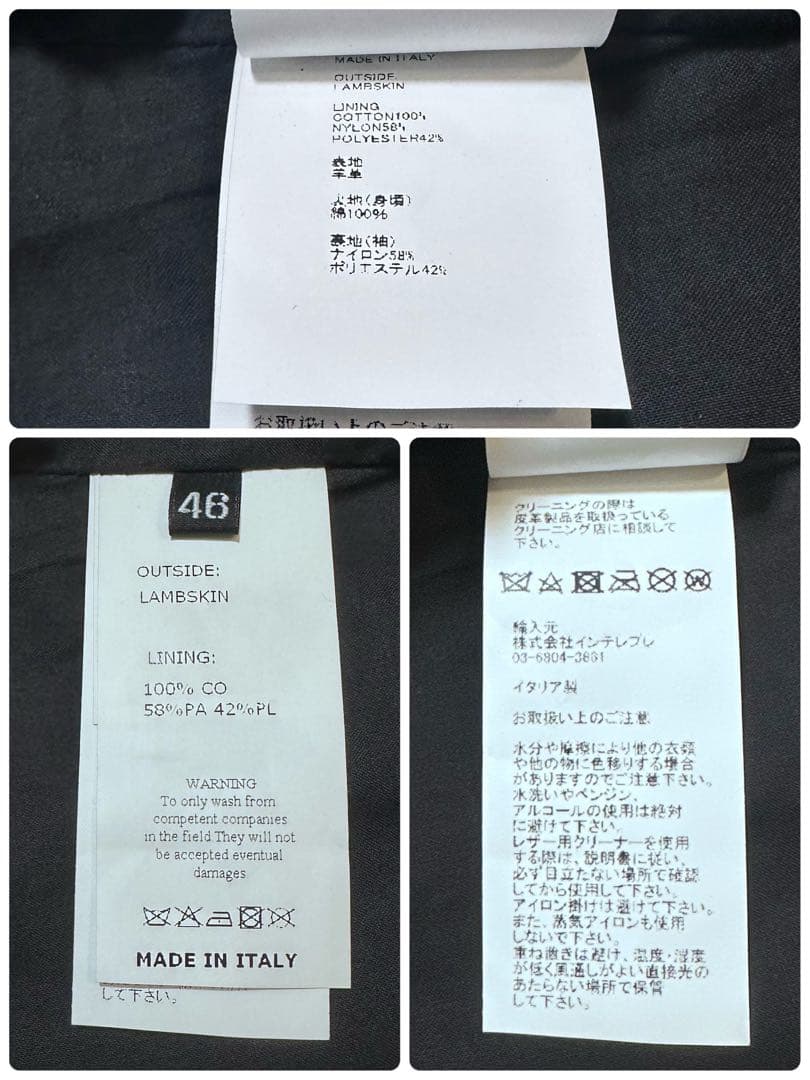 MADE IN ITALY
OUTSIDE:
LAMBSKIN
LINING
COTTON100%
NYLON58%
POLYESTER42%
表地
羊革
裏地(身頃)
綿100%
裏地(袖)
ナイロン58%
ポリエステル42%
お取扱い上のご注意
46
OUTSIDE:
LAMBSKIN
LINING:
100% CO
58%PA 42%PL
WARNING
To only wash from
competent companies
in the field They will not
be accepted eventual
damages
MADE IN ITALY
して下さい。
クリーニングの際は
皮革製品を取扱っている
クリーニング店に相談して
下さい。
輸入元
株式会社インテレプレ
03-6804-3861
イタリア製
お取扱い上のご注意
水分や摩擦により他の衣類
や他の物に色移りする場合
がありますのでご注意下さい。
水洗いやベンジン、
アルコールの使用は絶対
に避けて下さい。
レザー用クリーナーを使用
する際は、説明書に従い、
必ず目立たない場所で確認
してから使用して下さい。
アイロン掛けは避けて下さい。
また、蒸気アイロンも使用
しないで下さい。
重ね置きは避け、温度・湿度
が低く風通しがよい直接光の
あたらない場所で保管
して下さい。